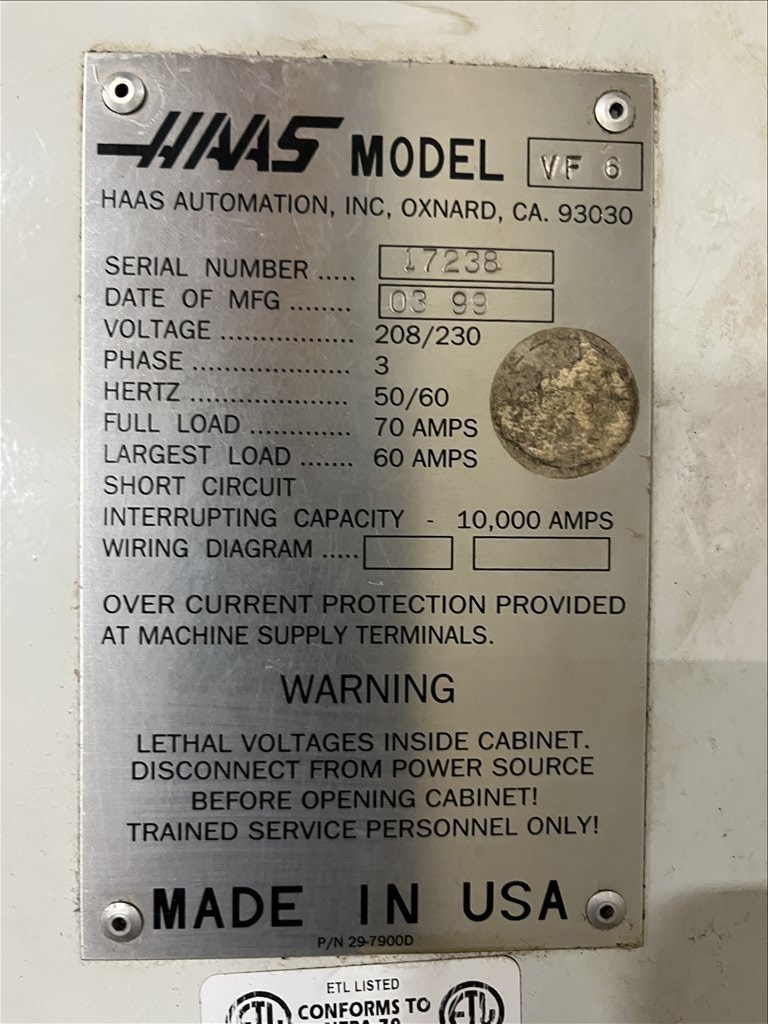 HAAS MODEL VF 6
HAAS AUTOMATION, INC, OXNARD, CA. 93030
SERIAL NUMBER ..... 17238
DATE OF MFG ........ 03 99
VOLTAGE ................. 208/230
PHASE .................... 3
HERTZ .................... 50/60
FULL LOAD ............. 70 AMPS
LARGEST LOAD ....... 60 AMPS
SHORT CIRCUIT
INTERRUPTING CAPACITY - 10,000 AMPS
WIRING DIAGRAM .....
OVER CURRENT PROTECTION PROVIDED
AT MACHINE SUPPLY TERMINALS.
WARNING
LETHAL VOLTAGES INSIDE CABINET.
DISCONNECT FROM POWER SOURCE
BEFORE OPENING CABINET!
TRAINED SERVICE PERSONNEL ONLY!
MADE IN USA
P/N 29-7900D
ETL LISTED
ETL CONFORMS TO ETL
NFPA 79